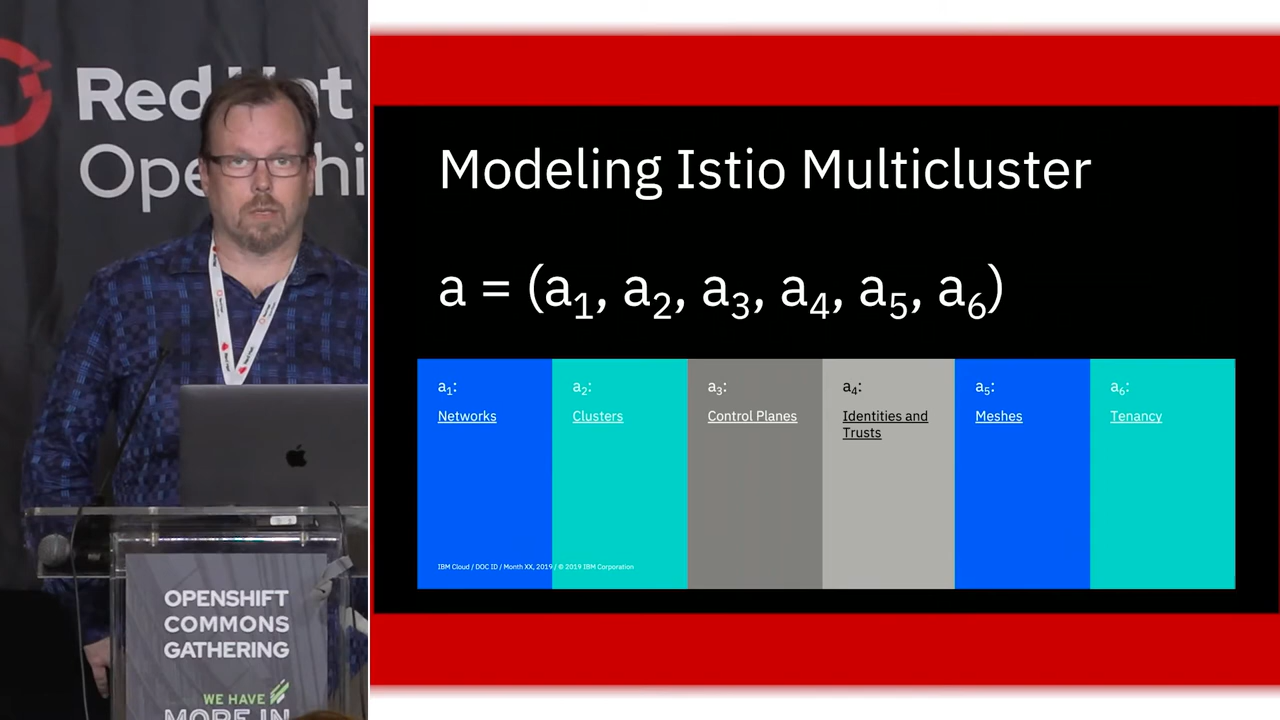 Red Hat
OpenShi
OPENSHIFT
COMMONS
GATHERING
WE HAVE
MORE IN
Modeling Istio Multicluster
a = (a₁, a₂, a₃, a₄, a₅, a₆)
a₁:
Networks
a₂:
Clusters
a₃:
Control Planes
a₄:
Identities and
Trusts
a₅:
Meshes
a₆:
Tenancy
IBM Cloud / DOC ID / Month XX, 2019 / © 2019 IBM Corporation